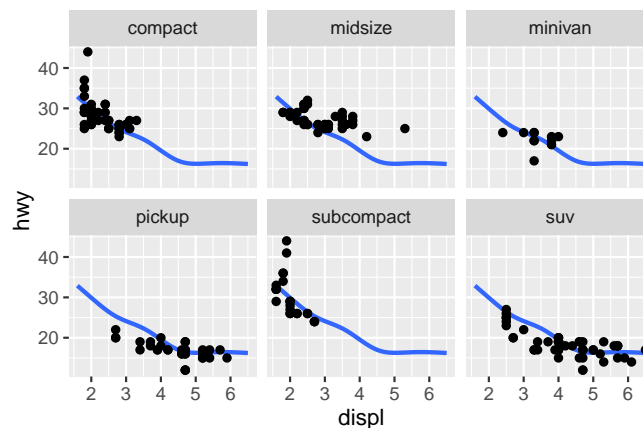 compact midsize minivan
40
30
20
hwy
pickup subcompact suv
40
30
20
2 3 4 5 6 2 3 4 5 6 2 3 4 5 6
displ